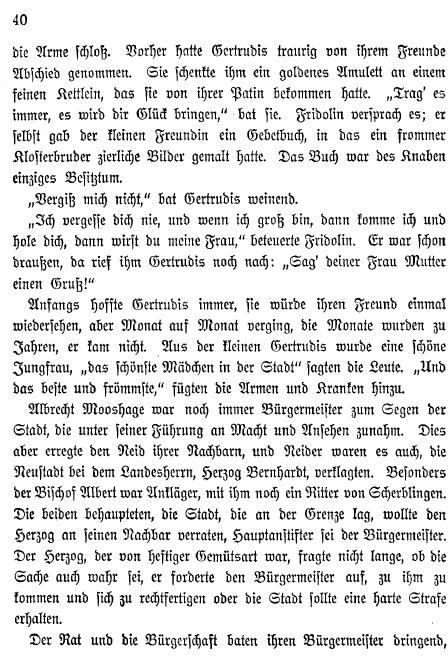 40
die Arme schloß. Vorher hatte Gertrudis traurig von ihrem Freunde
Abschied genommen. Sie schenkte ihm ein goldenes Amulett an einem
feinen Kettlein, das sie von ihrer Patin bekommen hatte. „Trag' es
immer, es wird dir Glück bringen,“ bat sie. Fridolin versprach es; er
selbst gab der kleinen Freundin ein Gebetbuch, in das ein frommer
Klosterbruder zierliche Bilder gemalt hatte. Das Buch war des Knaben
einziges Besitztum.
„Vergiß mich nicht,“ bat Gertrudis weinend.
„Ich vergesse dich nie, und wenn ich groß bin, dann komme ich und
hole dich, dann wirst du meine Frau,“ beteuerte Fridolin. Er war schon
draußen, da rief ihm Gertrudis noch nach: „Sag' deiner Frau Mutter
einen Gruß!“
Anfangs hoffte Gertrudis immer, sie würde ihren Freund einmal
wiedersehen, aber Monat auf Monat verging, die Monate wurden zu
Jahren, er kam nicht. Aus der kleinen Gertrudis wurde eine schöne
Jungfrau, „das schönste Mädchen in der Stadt“ sagten die Leute. „Und
das beste und frömmste,“ fügten die Armen und Kranken hinzu.
Albrecht Mooshage war noch immer Bürgermeister zum Segen der
Stadt, die unter seiner Führung an Macht und Ansehen zunahm. Dies
aber erregte den Neid ihrer Nachbarn, und Neider waren es auch, die
Neustadt bei dem Landesherrn, Herzog Bernhardt, verklagten. Besonders
der Bischof Albert war Ankläger, mit ihm noch ein Ritter von Scherblingen.
Die beiden behaupteten, die Stadt, die an der Grenze lag, wollte den
Herzog an seinen Nachbar verraten, Hauptanstifter sei der Bürgermeister.
Der Herzog, der von heftiger Gemütsart war, fragte nicht lange, ob die
Sache auch wahr sei, er forderte den Bürgermeister auf, zu ihm zu
kommen und sich zu rechtfertigen oder die Stadt sollte eine harte Strafe
erhalten.
Der Rat und die Bürgerschaft baten ihren Bürgermeister dringend,